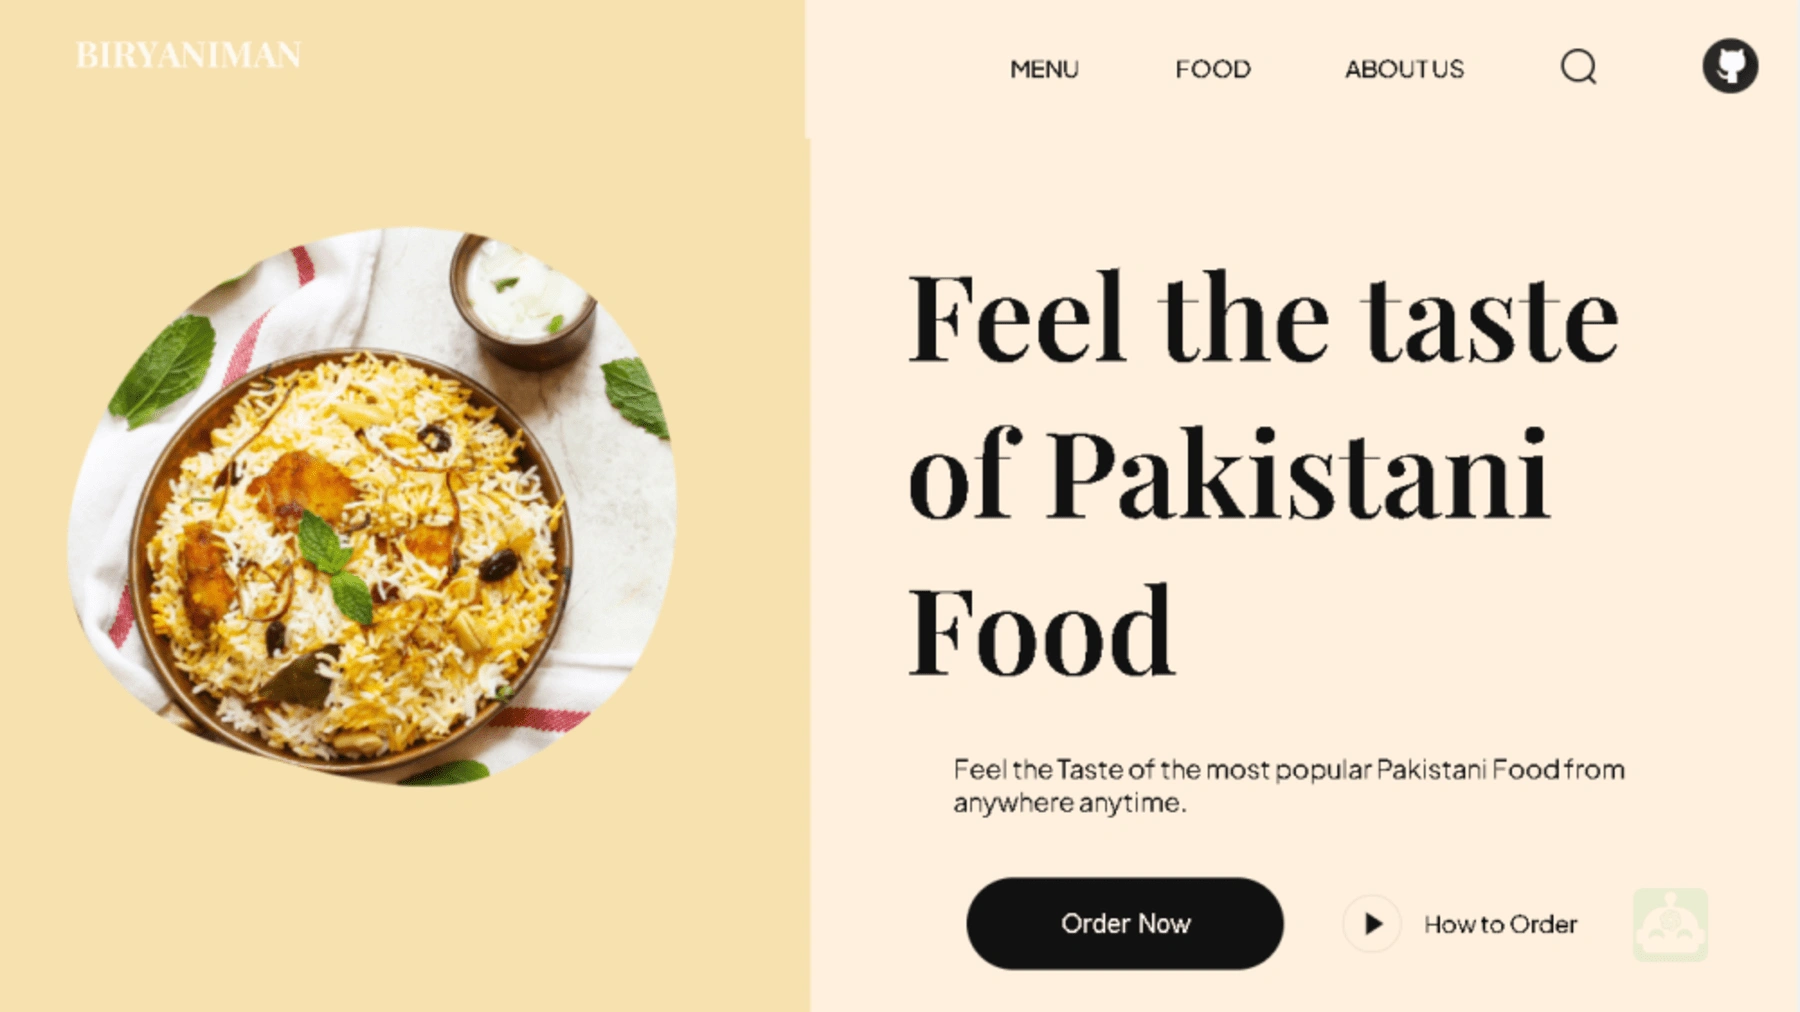 BIRYANIMAN
MENU FOOD ABOUT US
Feel the taste
of Pakistani
Food
Feel the Taste of the most popular Pakistani Food from
anywhere anytime.
Order Now How to Order